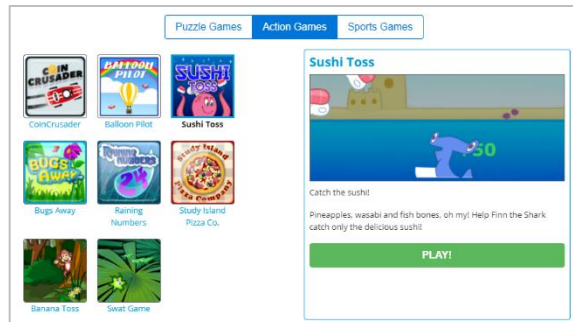 Puzzle Games
Action Games
Sports Games
COIN
CRUSADER
CoinCrusader
BALLOON
PILOT
Balloon Pilot
SUSHI
TOSS
Sushi Toss
BUGS
AWAY
Bugs Away
RAINING
NUMBERS
24
Raining
Numbers
Study Island
Pizza Company
Study Island
Pizza Co.
Banana Toss
Swat Game
Sushi Toss
50
Catch the sushi!
Pineapples, wasabi and fish bones, oh my! Help Finn the Shark
catch only the delicious sushi!
PLAY!